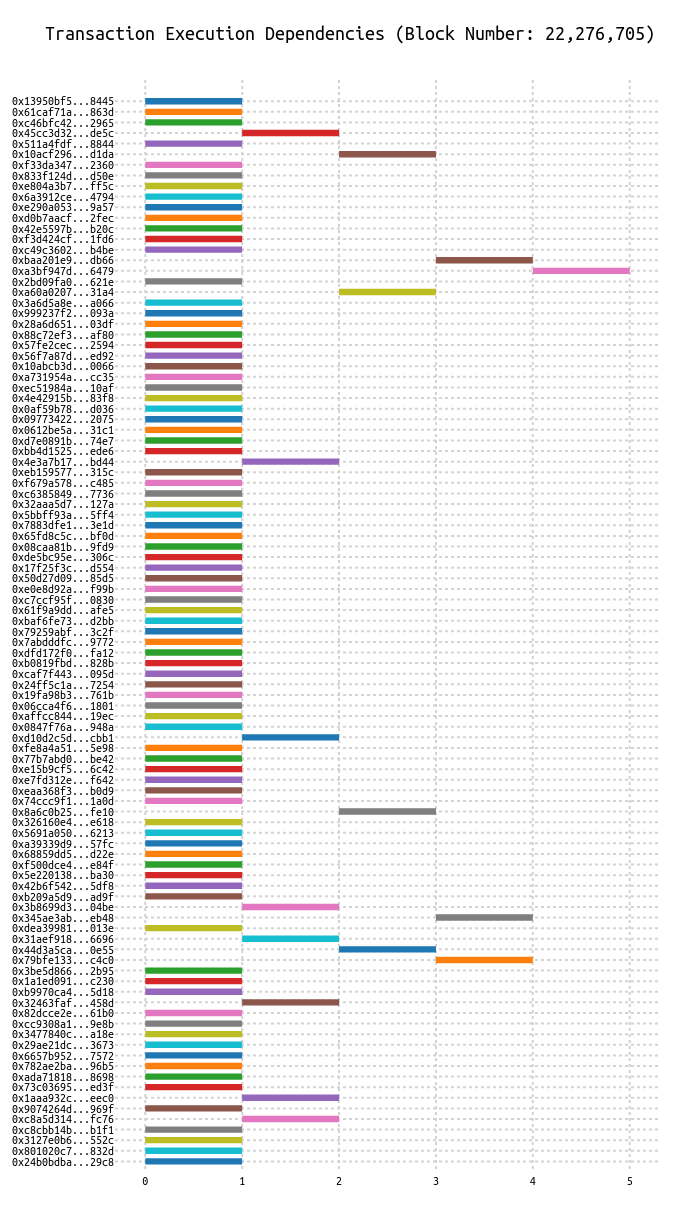 Transaction Execution Dependencies (Block Number: 22,276,705)
0x13950bf5...8445
0x61caf71a...863d
0xc46bfc42...2965
0x45cc3d32...de5c
0x511a4fdf...8844
0x10acf296...d1da
0xf33da347...2360
0x833f124d...d50e
0xe804a3b7...ff5c
0x6a3912ce...4794
0xe290a053...9a57
0xd0b7aacf...2fec
0x42e5597b...b20c
0xf3d424cf...1fd6
0xc49c3602...b4be
0xbaa201e9...db66
0xa3bf947d...6479
0x2bd09fa0...621e
0xa60a0207...31a4
0x3a6d5a8e...a066
0x999237f2...093a
0x28a6d651...03df
0x88c72ef3...af80
0x57fe2cec...2594
0x56f7a87d...ed92
0x10abcb3d...0066
0xa731954a...cc35
0xec51984a...10af
0x4e42915b...83f8
0x0af59b78...d036
0x09773422...2075
0x0612be5a...31c1
0xd7e0891b...74e7
0xbb4d1525...ede6
0x4e3a7b17...bd44
0xeb159577...315c
0xf679a578...c485
0xc6385849...7736
0x32aaa5d7...127a
0x5bbff93a...5ff4
0x7883dfe1...3e1d
0x65fd8c5c...bf0d
0x08caa81b...9fd9
0xde5bc95e...306c
0x17f25f3c...d554
0x50d27d09...85d5
0xe0e8d92a...f99b
0xc7ccf95f...0830
0x61f9a9dd...afe5
0xbaf6fe73...d2bb
0x79259abf...3c2f
0x7abdddfc...9772
0xdfd172f0...fa12
0xb0819fbd...828b
0xcaf7f443...095d
0x24ff5c1a...7254
0x19fa98b3...761b
0x06cca4f6...1801
0xaffcc844...19ec
0x0847f76a...948a
0xd10d2c5d...cbb1
0xfe8a4a51...5e98
0x77b7abd0...be42
0xe15b9cf5...6c42
0xe7fd312e...f642
0xeaa368f3...b0d9
0x74ccc9f1...1a0d
0x8a6c0b25...fe10
0x326160e4...e618
0x5691a050...6213
0xa39339d9...57fc
0x68859dd5...d22e
0xf500dce4...e84f
0x5e220138...ba30
0x42b6f542...5df8
0xb209a5d9...ad9f
0x3b8699d3...04be
0x345ae3ab...eb48
0xdea39981...013e
0x31aef918...6696
0x44d3a5ca...0e55
0x79bfe133...c4c0
0x3be5d866...2b95
0x1a1ed091...c230
0xb9970ca4...5d18
0x32463faf...458d
0x82dcce2e...61b0
0xcc9308a1...9e8b
0x3477840c...a18e
0x29ae21dc...3673
0x6657b952...7572
0x782ae2ba...96b5
0xada71818...8698
0x73c03695...ed3f
0x1aaa932c...eec0
0x9074264d...969f
0xc8a5d314...fc76
0xc8cbb14b...b1f1
0x3127e0b6...552c
0x801020c7...832d
0x24b0bdba...29c8
0 1 2 3 4 5